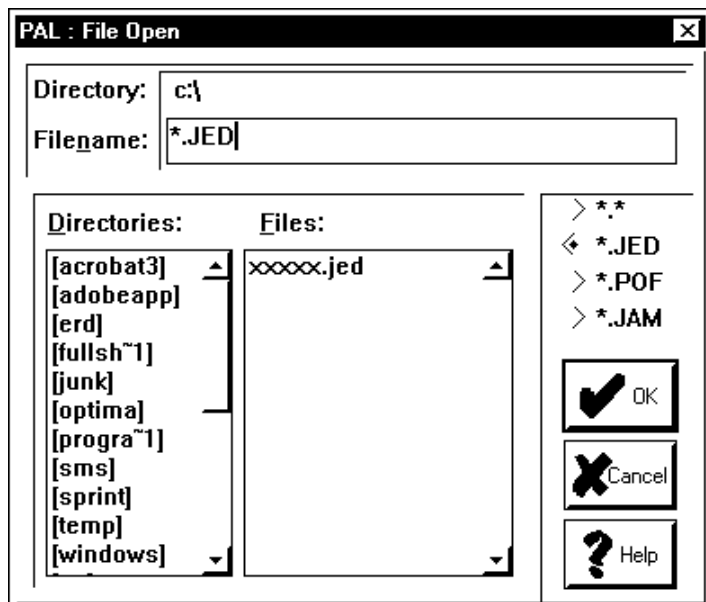 PAL : File Open
Directory: c:\
Filename: *.JED
Directories:
[acrobat3]
[adobeapp]
[erd]
[fullsh~1]
[junk]
[optima]
[progra~1]
[sms]
[sprint]
[temp]
[windows]
Files:
xxxxx.jed
*.*
*.JED
*.POF
*.JAM
OK
Cancel
Help